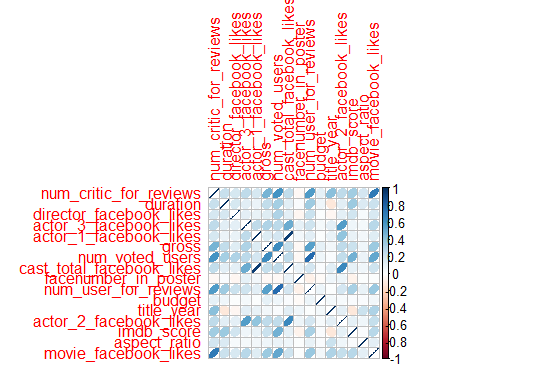 num_critic_for_reviews
duration
director_facebook_likes
actor_3_facebook_likes
actor_1_facebook_likes
gross
num_voted_users
cast_total_facebook_likes
facenumber_in_poster
num_user_for_reviews
budget
title_year
actor_2_facebook_likes
imdb_score
aspect_ratio
movie_facebook_likes
num_critic_for_reviews
duration
director_facebook_likes
actor_3_facebook_likes
actor_1_facebook_likes
gross
num_voted_users
cast_total_facebook_likes
facenumber_in_poster
num_user_for_reviews
budget
title_year
actor_2_facebook_likes
imdb_score
aspect_ratio
movie_facebook_likes
1
0.8
0.6
0.4
0.2
0
-0.2
-0.4
-0.6
-0.8
-1